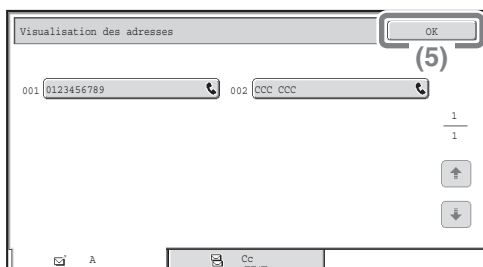 Visualisation des adresses
OK
(5)
001 0123456789
002 CCC CCC
1
1
A
Cc